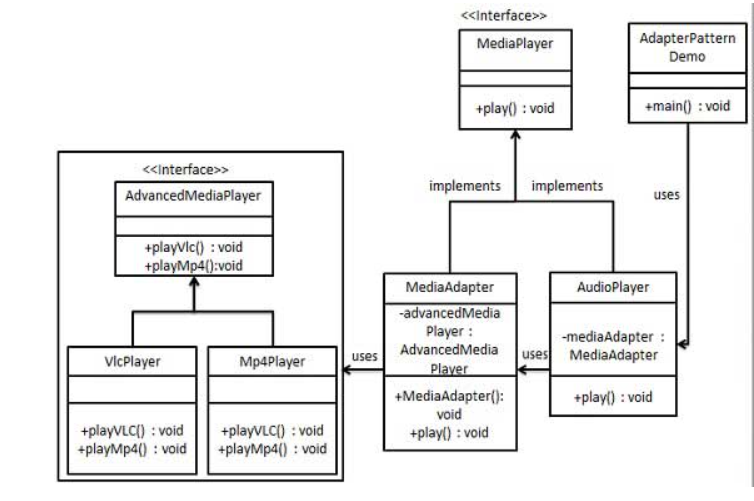 <<Interface>>
MediaPlayer
+play() : void
AdapterPattern
Demo
+main() : void
<<Interface>>
AdvancedMediaPlayer
+playVlc() : void
+playMp4():void
implements
implements
uses
MediaAdapter
-advancedMedia
Player :
AdvancedMedia
Player
+MediaAdapter():
void
+play() : void
AudioPlayer
-mediaAdapter :
MediaAdapter
+play() : void
uses
uses
VlcPlayer
+playVLC() : void
+playMp4() : void
Mp4Player
+playVLC() : void
+playMp4() : void